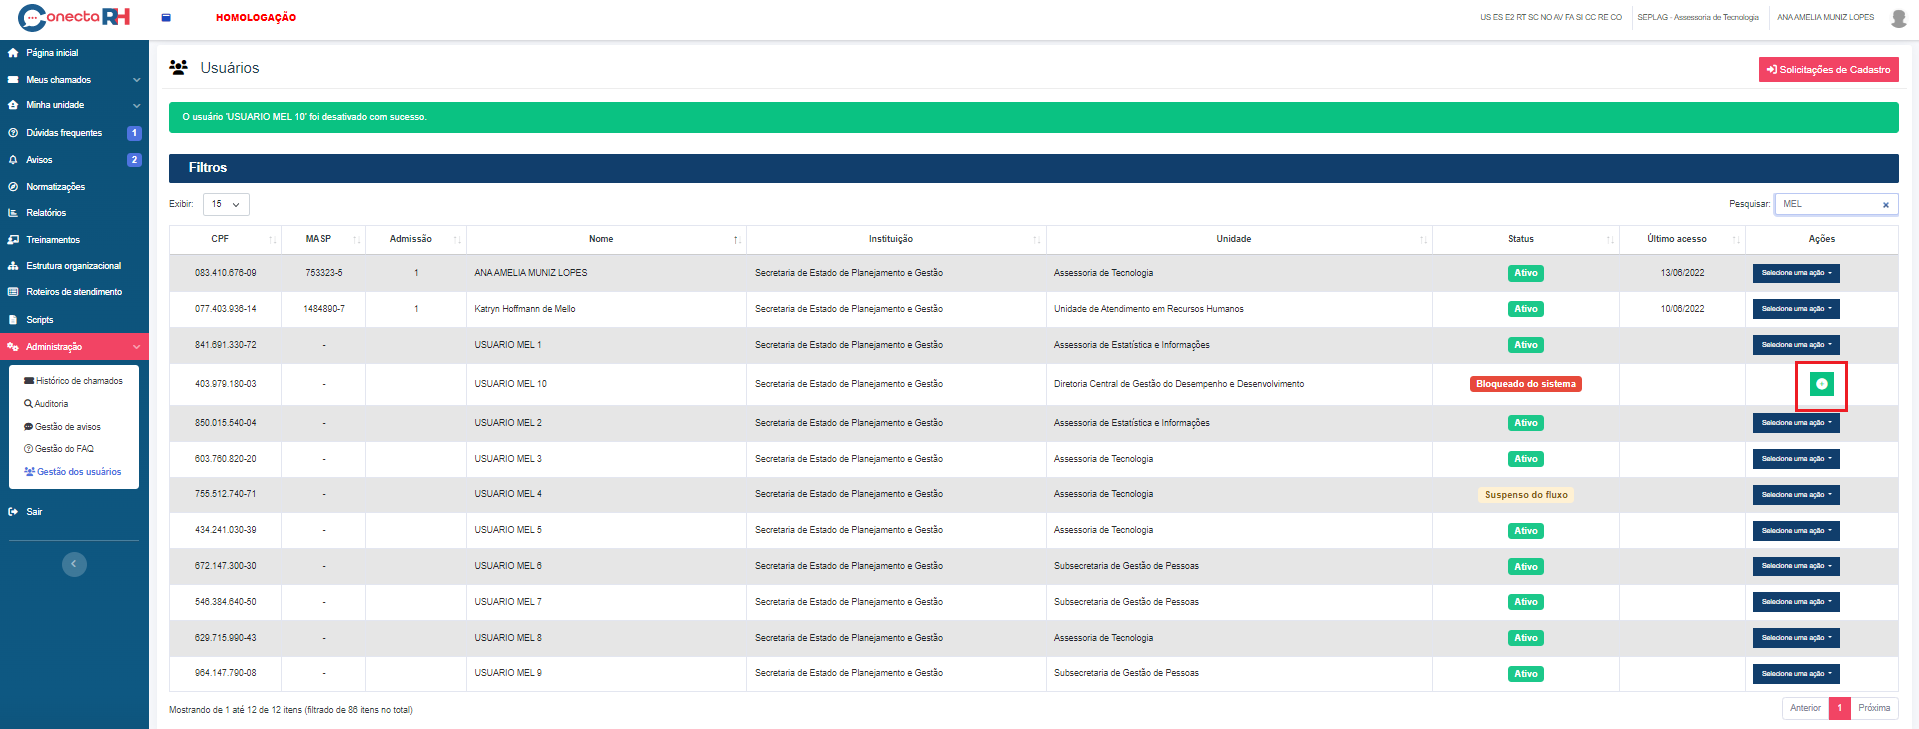 Conecta RH
HOMOLOGAÇÃO
US ES E2 RT SC NO AV FA SI CC RE CO
SEPLAG - Assessoria de Tecnologia
ANA AMELIA MUNIZ LOPES
Página inicial
Meus chamados
Minha unidade
Dúvidas frequentes 1
Avisos 2
Normatizações
Relatórios
Treinamentos
Estrutura organizacional
Roteiros de atendimento
Scripts
Administração
Histórico de chamados
Auditoria
Gestão de avisos
Gestão do FAQ
Gestão dos usuários
Sair
Usuários
Solicitações de Cadastro
O usuário 'USUARIO MEL 10' foi desativado com sucesso.
Filtros
Exibir: 15
Pesquisar: MEL
CPF MASP Admissão Nome Instituição Unidade Status Último acesso Ações
083.410.676-09 753323-5 1 ANA AMELIA MUNIZ LOPES Secretaria de Estado de Planejamento e Gestão Assessoria de Tecnologia Ativo 13/06/2022 Selecione uma ação
077.403.936-14 1484890-7 1 Katryn Hoffmann de Mello Secretaria de Estado de Planejamento e Gestão Unidade de Atendimento em Recursos Humanos Ativo 10/06/2022 Selecione uma ação
841.691.330-72 - USUARIO MEL 1 Secretaria de Estado de Planejamento e Gestão Assessoria de Estatística e Informações Ativo Selecione uma ação
403.979.180-03 - USUARIO MEL 10 Secretaria de Estado de Planejamento e Gestão Diretoria Central de Gestão do Desempenho e Desenvolvimento Bloqueado do sistema
850.015.540-04 - USUARIO MEL 2 Secretaria de Estado de Planejamento e Gestão Assessoria de Estatística e Informações Ativo Selecione uma ação
603.760.820-20 - USUARIO MEL 3 Secretaria de Estado de Planejamento e Gestão Assessoria de Tecnologia Ativo Selecione uma ação
755.512.740-71 - USUARIO MEL 4 Secretaria de Estado de Planejamento e Gestão Assessoria de Tecnologia Suspenso do fluxo Selecione uma ação
434.241.030-39 - USUARIO MEL 5 Secretaria de Estado de Planejamento e Gestão Assessoria de Tecnologia Ativo Selecione uma ação
672.147.300-30 - USUARIO MEL 6 Secretaria de Estado de Planejamento e Gestão Subsecretaria de Gestão de Pessoas Ativo Selecione uma ação
546.384.640-50 - USUARIO MEL 7 Secretaria de Estado de Planejamento e Gestão Subsecretaria de Gestão de Pessoas Ativo Selecione uma ação
629.715.990-43 - USUARIO MEL 8 Secretaria de Estado de Planejamento e Gestão Assessoria de Tecnologia Ativo Selecione uma ação
964.147.790-08 - USUARIO MEL 9 Secretaria de Estado de Planejamento e Gestão Subsecretaria de Gestão de Pessoas Ativo Selecione uma ação
Mostrando de 1 até 12 de 12 itens (filtrado de 86 itens no total)
Anterior 1 Próxima